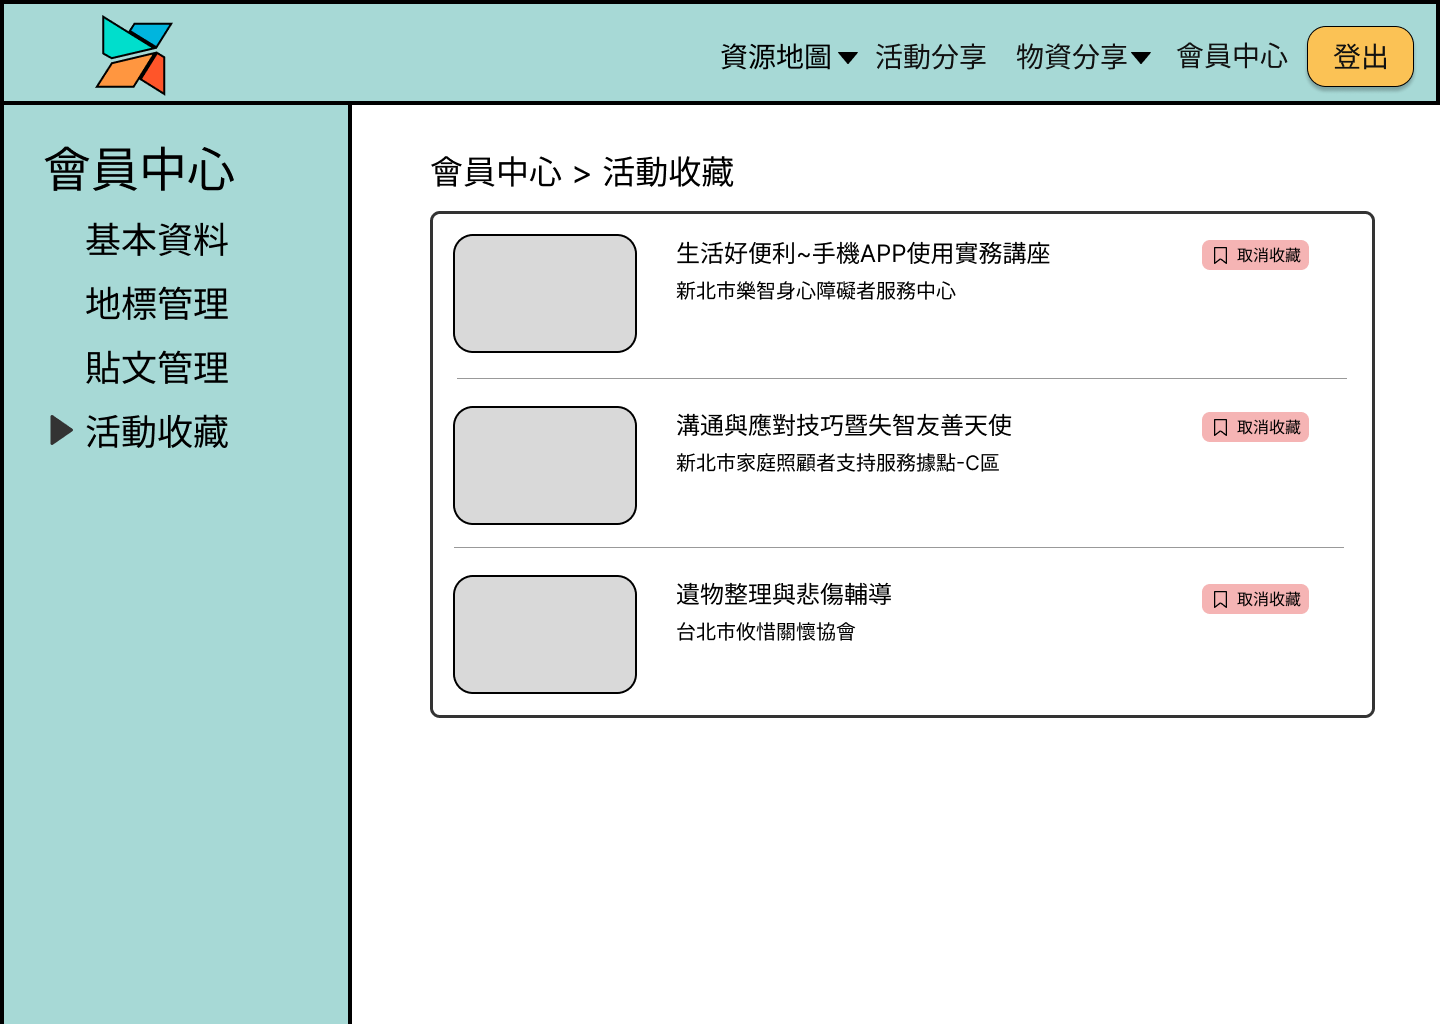 資源地圖 活動分享 物資分享 會員中心 登出
會員中心
基本資料
地標管理
貼文管理
活動收藏
會員中心 > 活動收藏
生活好便利~手機APP使用實務講座
新北市樂智身心障礙者服務中心
取消收藏
溝通與應對技巧暨失智友善天使
新北市家庭照顧者支持服務據點-C區
取消收藏
遺物整理與悲傷輔導
台北市攸惜關懷協會
取消收藏